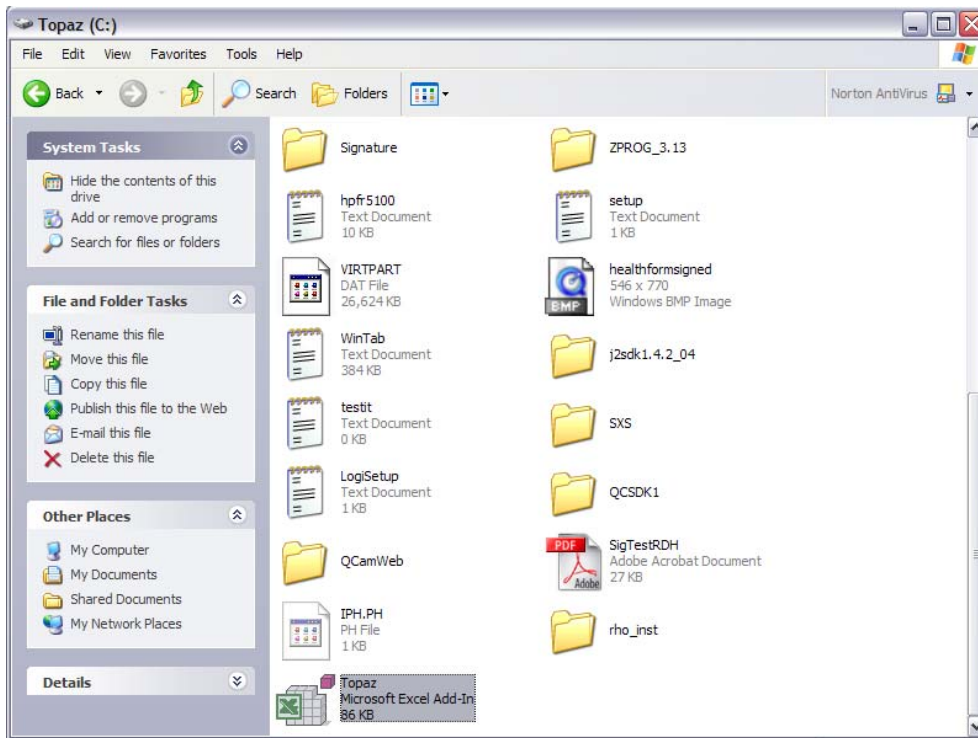 Topaz (C:)
File Edit View Favorites Tools Help
Back Search Folders Norton AntiVirus
System Tasks
Hide the contents of this
drive
Add or remove programs
Search for files or folders
File and Folder Tasks
Rename this file
Move this file
Copy this file
Publish this file to the Web
E-mail this file
Delete this file
Other Places
My Computer
My Documents
Shared Documents
My Network Places
Details
Signature
ZPROG_3.13
hpfr5100
Text Document
10 KB
setup
Text Document
1 KB
VIRTPART
DAT File
26,624 KB
healthformsigned
546 x 770
Windows BMP Image
BMP
WinTab
Text Document
384 KB
j2sdk1.4.2_04
testit
Text Document
0 KB
SXS
LogiSetup
Text Document
1 KB
QCSDK1
QCamWeb
PDF
Adobe
SigTestRDH
Adobe Acrobat Document
27 KB
IPH.PH
PH File
1 KB
rho_inst
Topaz
Microsoft Excel Add-In
86 KB